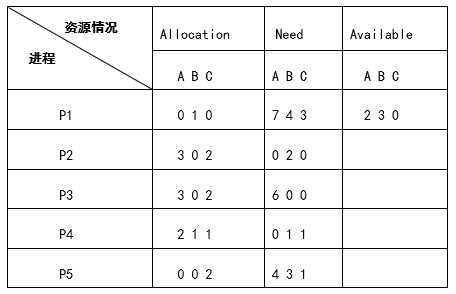 资源情况
进程
Allocation Need Available
A B C A B C A B C
P1 0 1 0 7 4 3 2 3 0
P2 3 0 2 0 2 0
P3 3 0 2 6 0 0
P4 2 1 1 0 1 1
P5 0 0 2 4 3 1